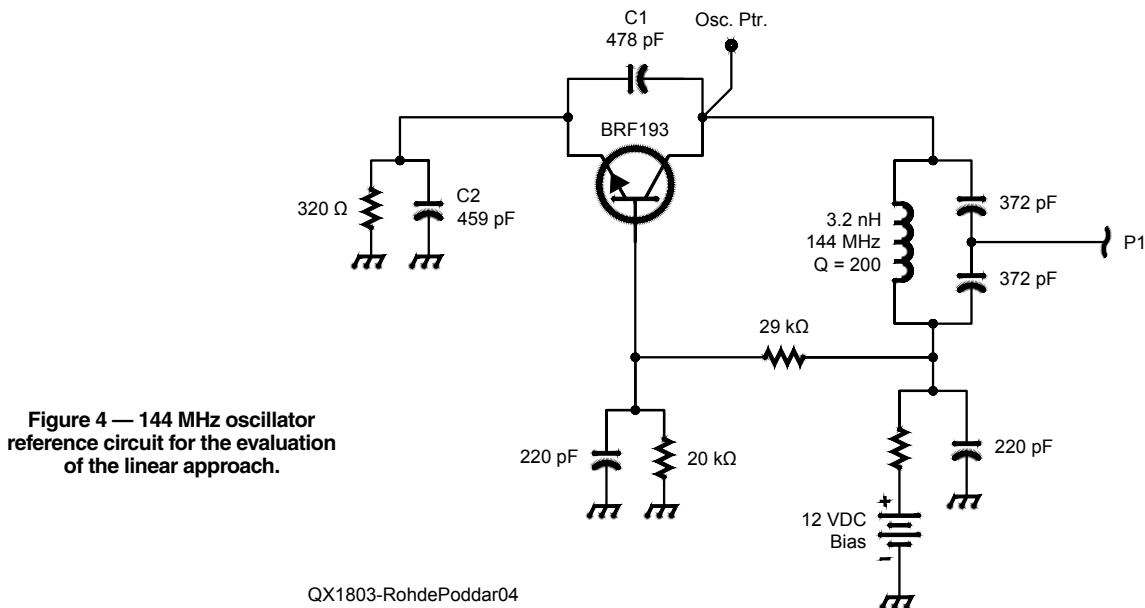 C1
478 pF
Osc. Ptr.
BRF193
320 Ω
C2
459 pF
3.2 nH
144 MHz
Q = 200
372 pF
372 pF
P1
29 kΩ
220 pF
20 kΩ
220 pF
+
12 VDC
Bias
–
Figure 4 — 144 MHz oscillator
reference circuit for the evaluation
of the linear approach.
QX1803-RohdePoddar04